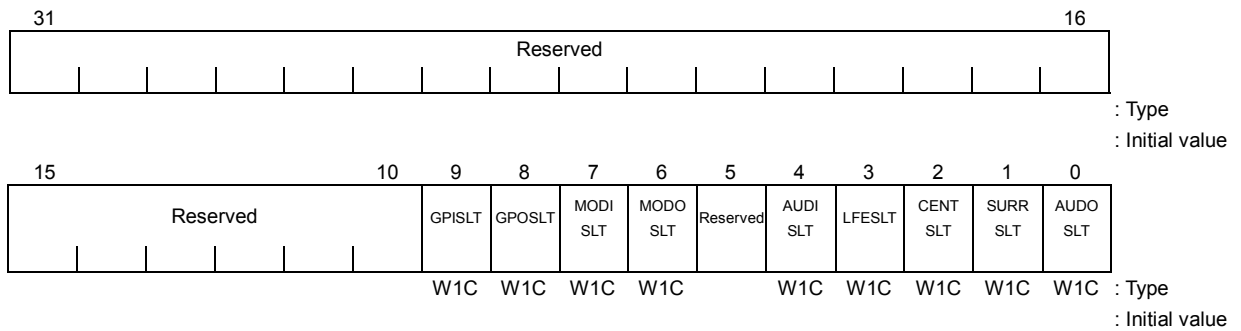 31 16
Reserved
: Type
: Initial value
15 10 9 8 7 6 5 4 3 2 1 0
Reserved GPISLT GPOSLT MODI SLT MODO SLT Reserved AUDI SLT LFESLT CENT SLT SURR SLT AUDO SLT
W1C W1C W1C W1C W1C W1C W1C W1C W1C : Type
: Initial value